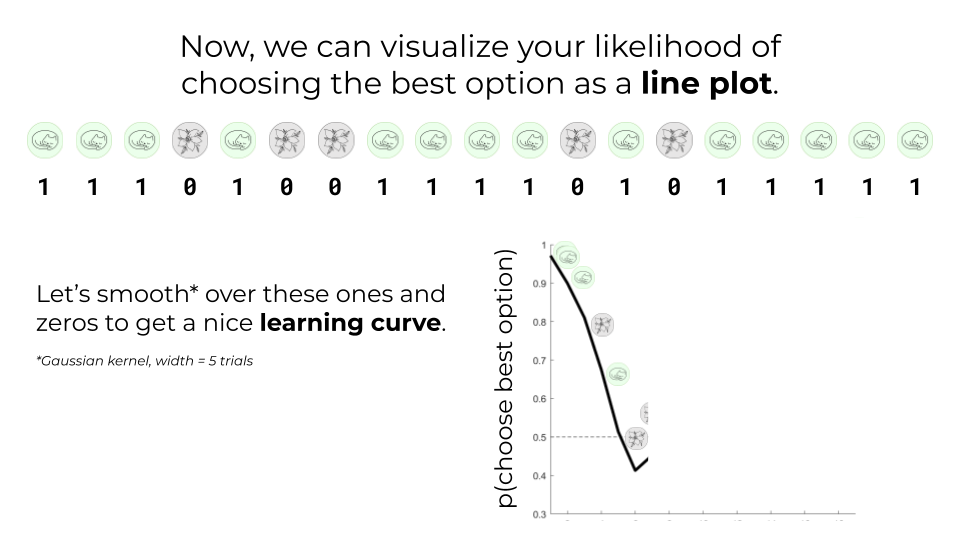 Now, we can visualize your likelihood of
choosing the best option as a line plot.
1 1 1 0 1 0 0 1 1 1 1 0 1 0 1 1 1 1 1
Let's smooth* over these ones and
zeros to get a nice learning curve.
*Gaussian kernel, width = 5 trials
p(choose best option)
1
0.9
0.8
0.7
0.6
0.5
0.4
0.3